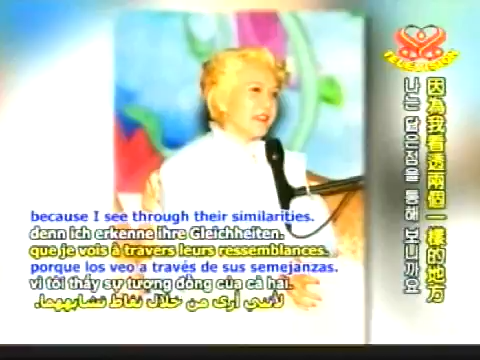 TELEVISION
because I see through their similarities.
denn ich erkenne ihre Gleichheiten.
que je vois à travers leurs ressemblances.
porque los veo a través de sus semejanzas.
vì tôi thấy sự tương đồng của cả hai.
لأنني أرى من خلال نقاط تشابههما.
因為我看透兩個一樣的地方
나는 닮은점을 통해 보니까요